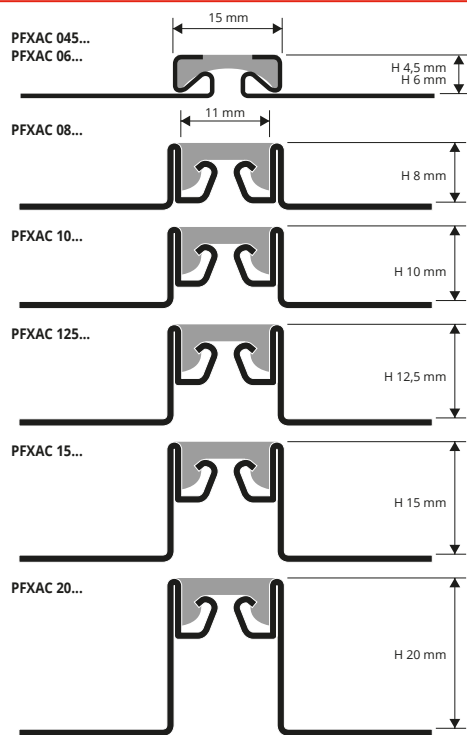 15 mm
PFXAC 045...
PFXAC 06...
H 4,5 mm
H 6 mm
11 mm
PFXAC 08...
H 8 mm
PFXAC 10...
H 10 mm
PFXAC 125...
H 12,5 mm
PFXAC 15...
H 15 mm
PFXAC 20...
H 20 mm